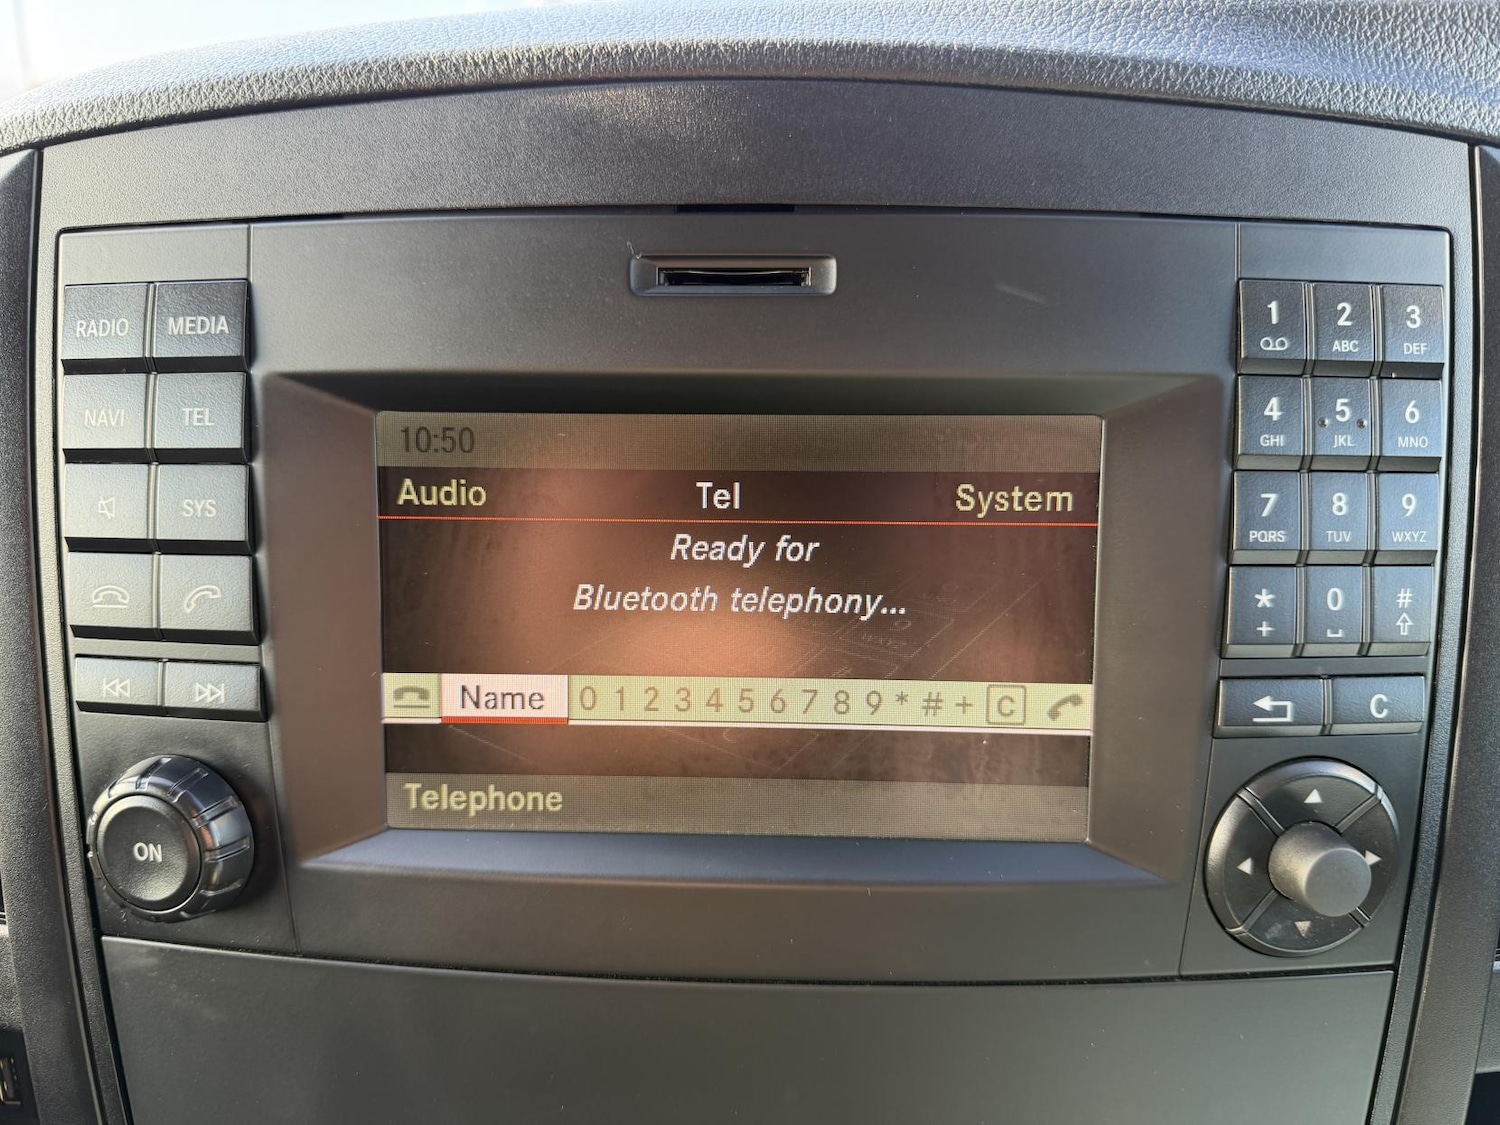 RADIO MEDIA
NAVI TEL
SYS
ON
10:50
Audio Tel System
Ready for
Bluetooth telephony...
Name 0 1 2 3 4 5 6 7 8 9 * # + C
Telephone
1 2 3
ABC DEF
4 5 6
GHI JKL MNO
7 8 9
PQRS TUV WXYZ
* 0 #
+
C